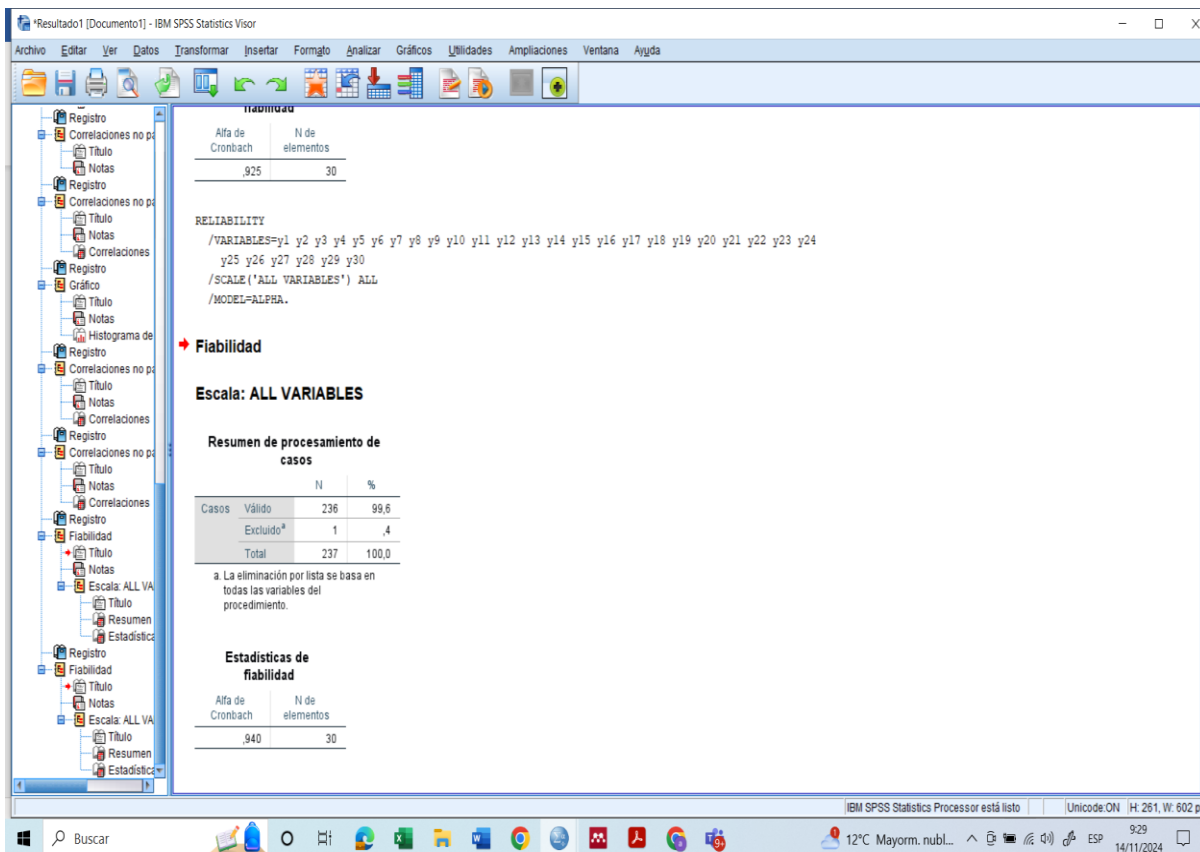 *Resultado1 [Documento1] - IBM SPSS Statistics Visor
Archivo Editar Ver Datos Transformar Insertar Formato Analizar Gráficos Utilidades Ampliaciones Ventana Ayuda
Registro
Correlaciones no pa
Título
Notas
Registro
Correlaciones no pa
Título
Notas
Correlaciones
Registro
Gráfico
Título
Notas
Histograma de
Registro
Correlaciones no pa
Título
Notas
Correlaciones
Registro
Correlaciones no pa
Título
Notas
Correlaciones
Registro
Fiabilidad
Título
Notas
Escala: ALL VA
Título
Resumen
Estadística
Registro
Fiabilidad
Título
Notas
Escala: ALL VA
Título
Resumen
Estadística
fiabilidad
Alfa de Cronbach N de elementos
,925 30
RELIABILITY
/VARIABLES=y1 y2 y3 y4 y5 y6 y7 y8 y9 y10 y11 y12 y13 y14 y15 y16 y17 y18 y19 y20 y21 y22 y23 y24
y25 y26 y27 y28 y29 y30
/SCALE('ALL VARIABLES') ALL
/MODEL=ALPHA.
Fiabilidad
Escala: ALL VARIABLES
Resumen de procesamiento de
casos
N %
Casos Válido 236 99,6
Excluidoª 1 ,4
Total 237 100,0
a. La eliminación por lista se basa en
todas las variables del
procedimiento.
Estadísticas de
fiabilidad
Alfa de Cronbach N de elementos
,940 30
IBM SPSS Statistics Processor está listo Unicode:ON H: 261, W: 602 p
Buscar
9+
12°C Mayorm. nubl... ESP 9:29
14/11/2024